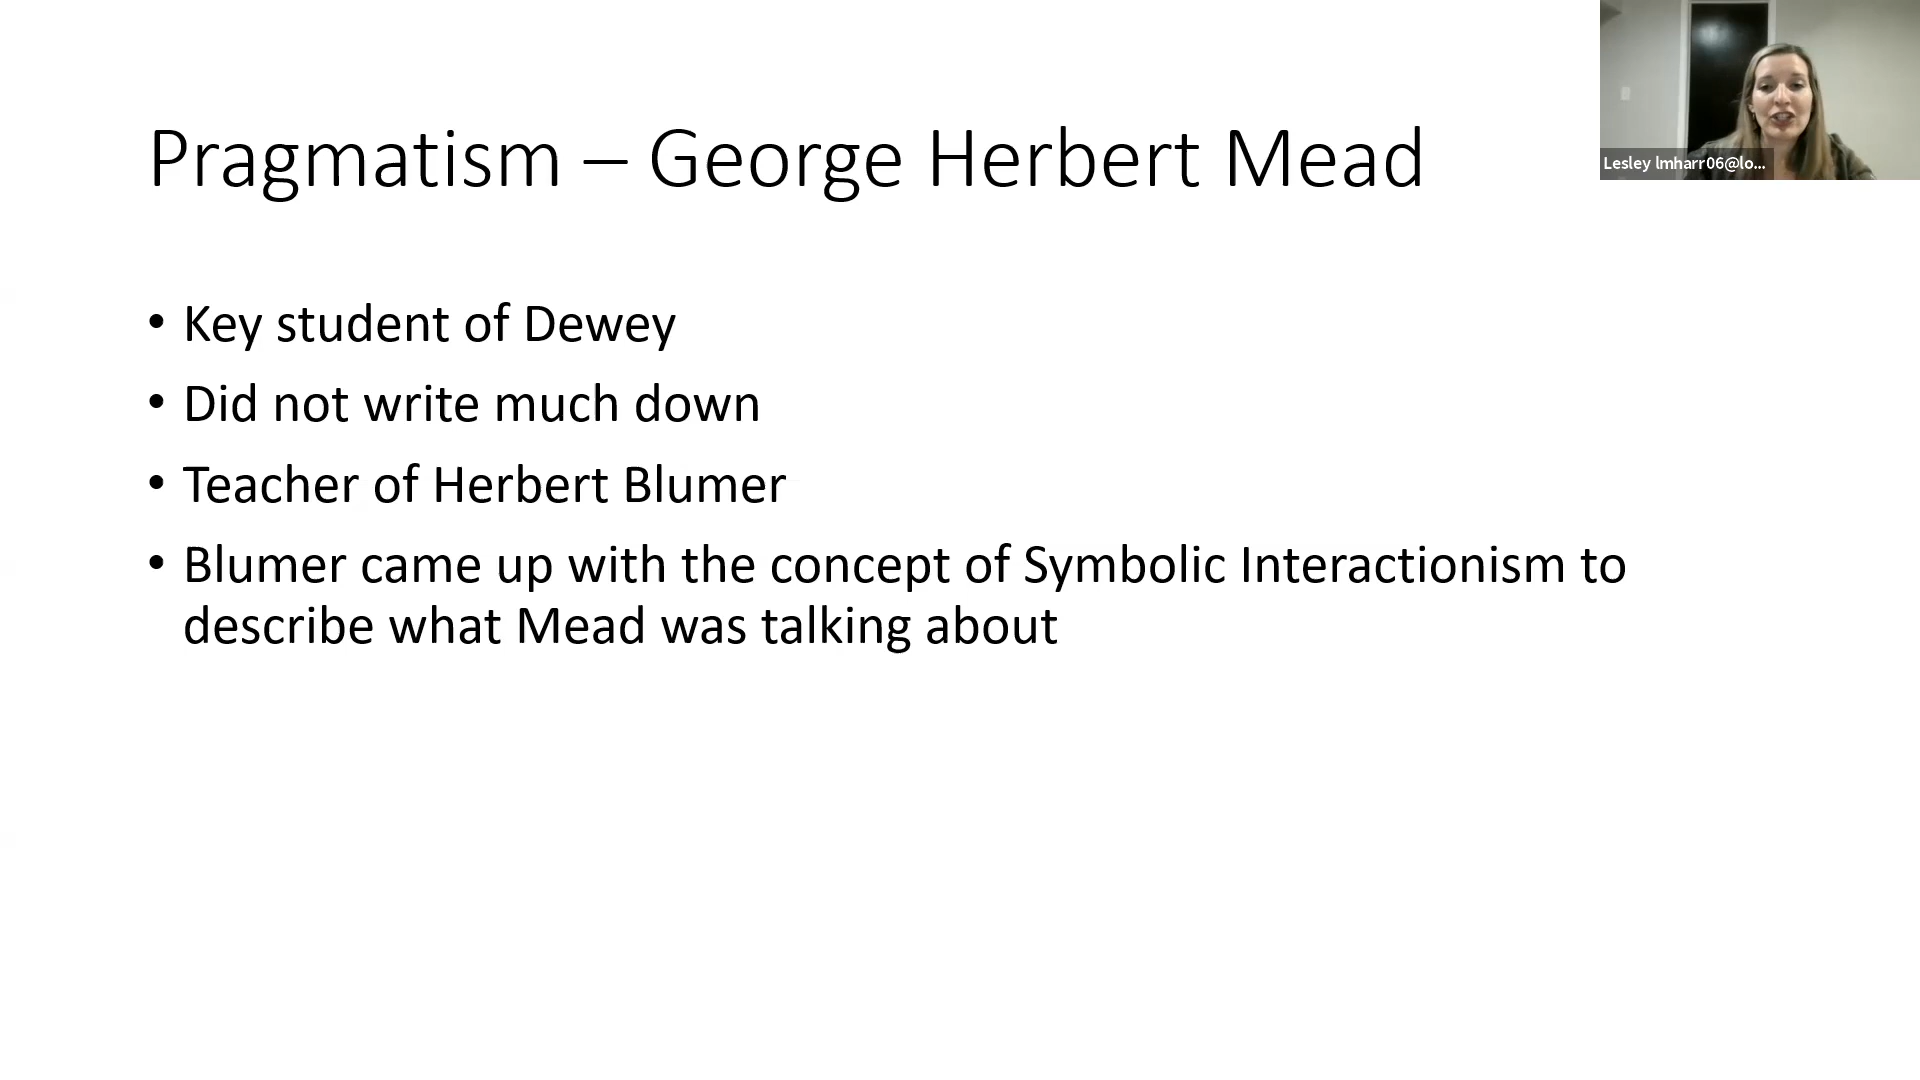 Pragmatism – George Herbert Mead
Lesley lmharr06@lo...
• Key student of Dewey
• Did not write much down
• Teacher of Herbert Blumer
• Blumer came up with the concept of Symbolic Interactionism to
describe what Mead was talking about